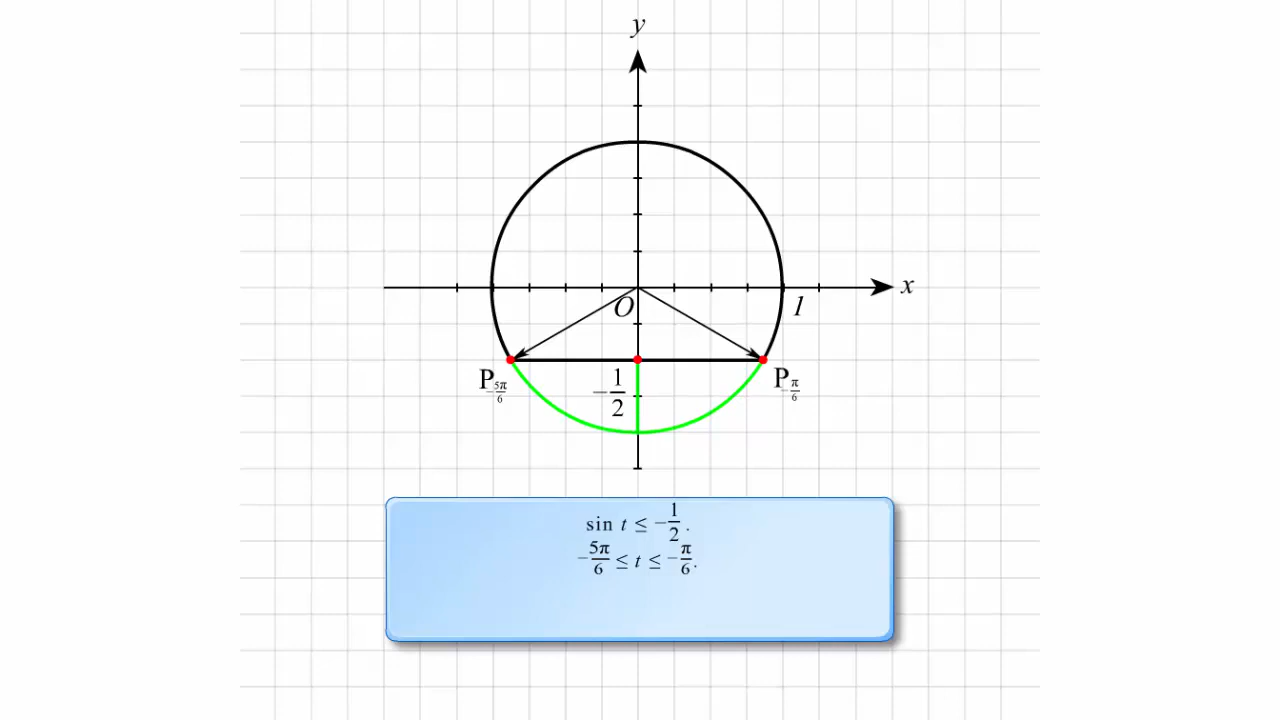 y
x
O
1
P-5π/6
-1/2
P-π/6
sin t ≤ -1/2.
-5π/6 ≤ t ≤ -π/6.